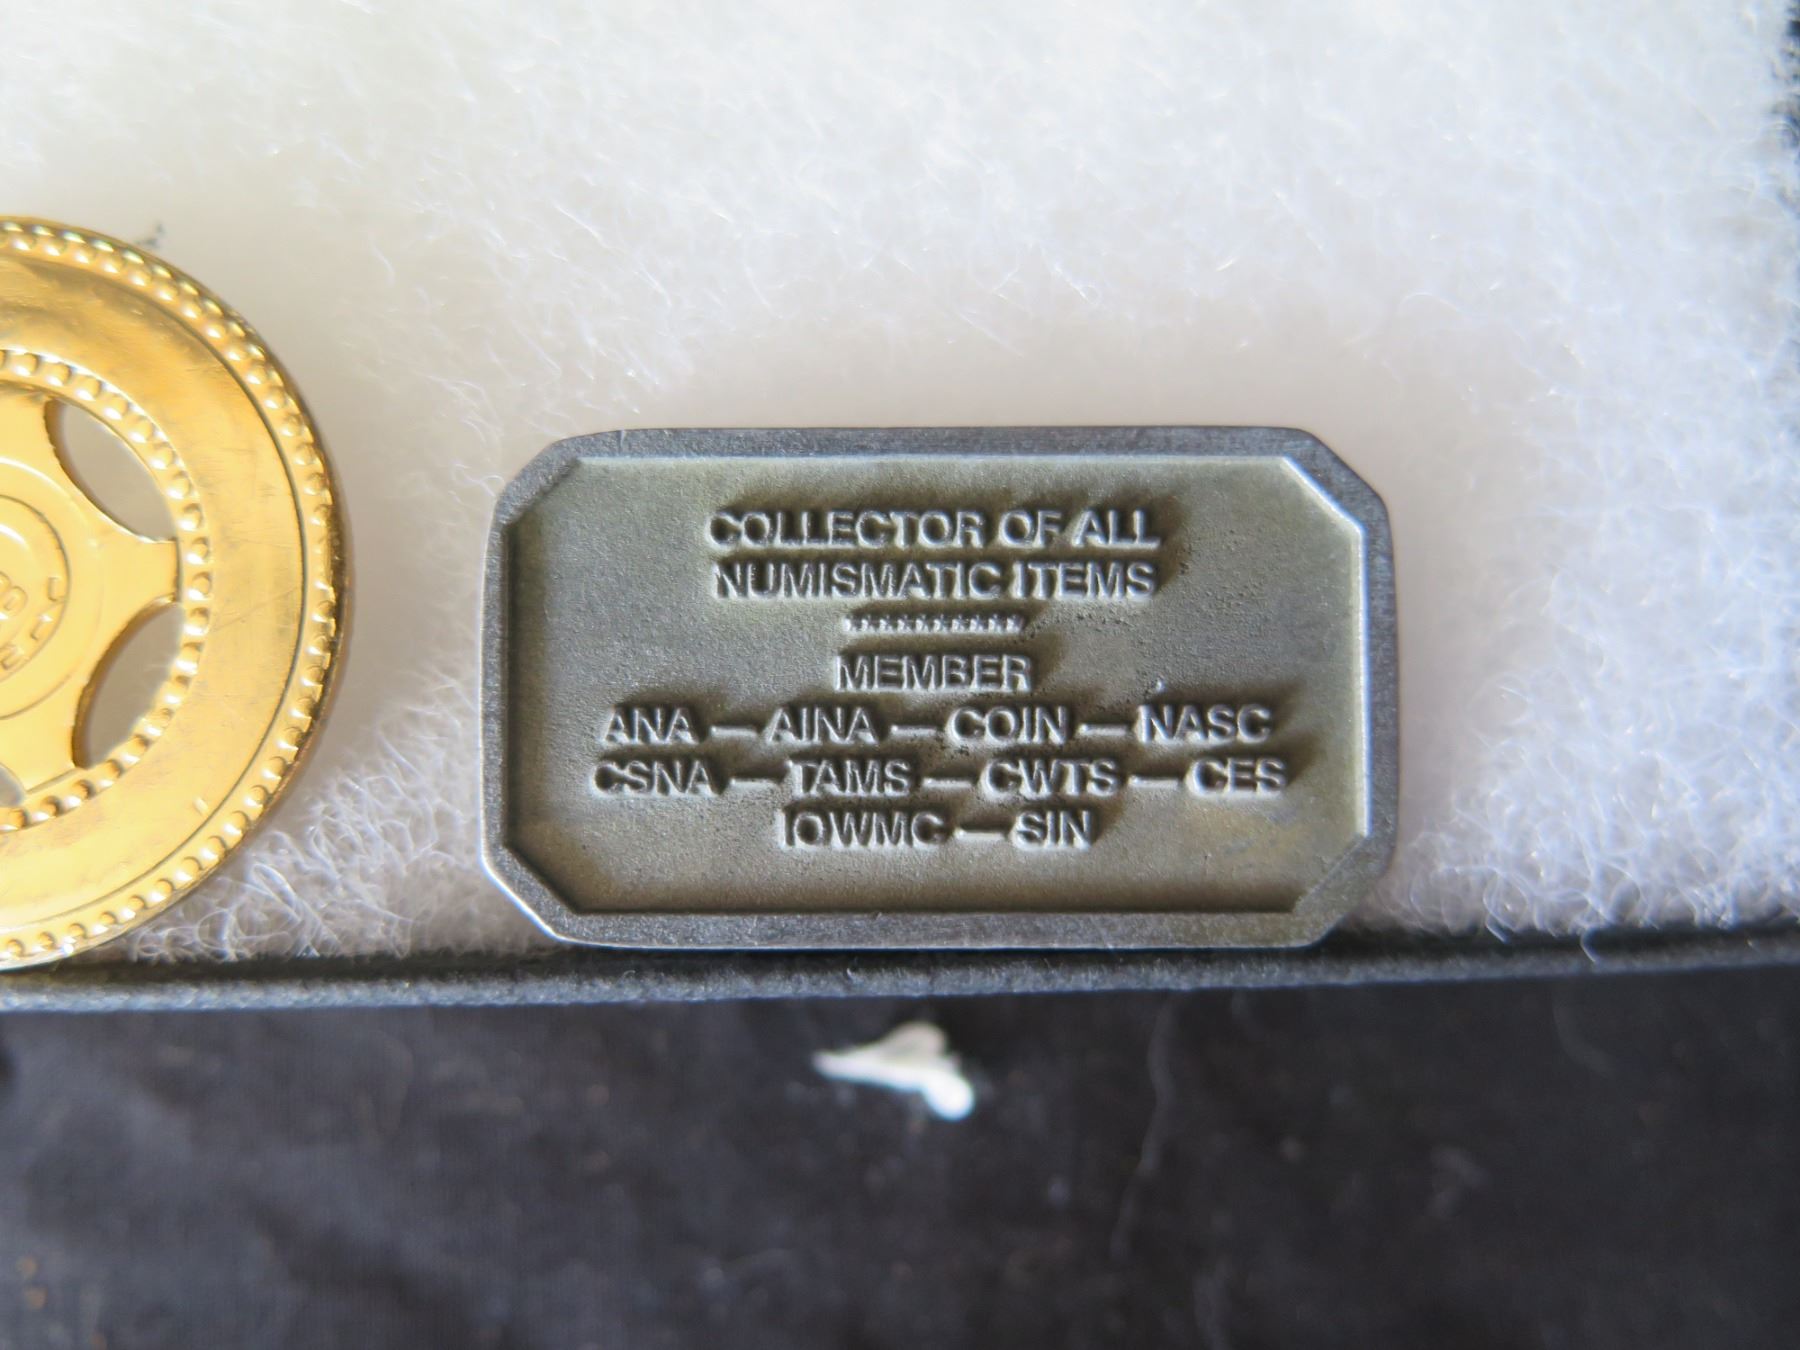 COLLECTOR OF ALL
NUMISMATIC ITEMS
MEMBER
ANA — AINA — COIN — NASC
CSNA — TAMS — CWTS — CES
IOWMC — SIN